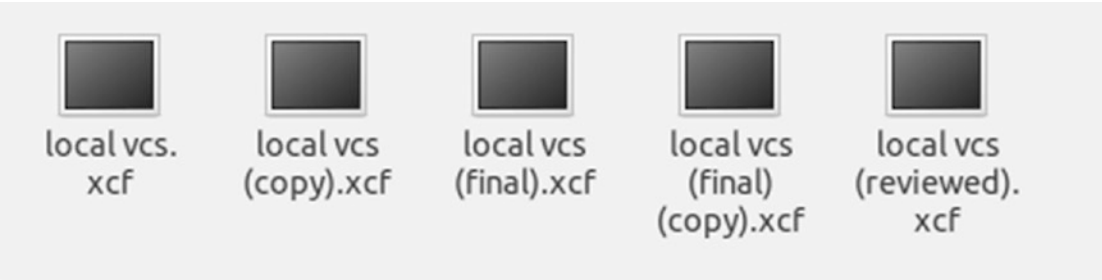 local vcs.
xcf
local vcs
(copy).xcf
local vcs
(final).xcf
local vcs
(final)
(copy).xcf
local vcs
(reviewed).
xcf